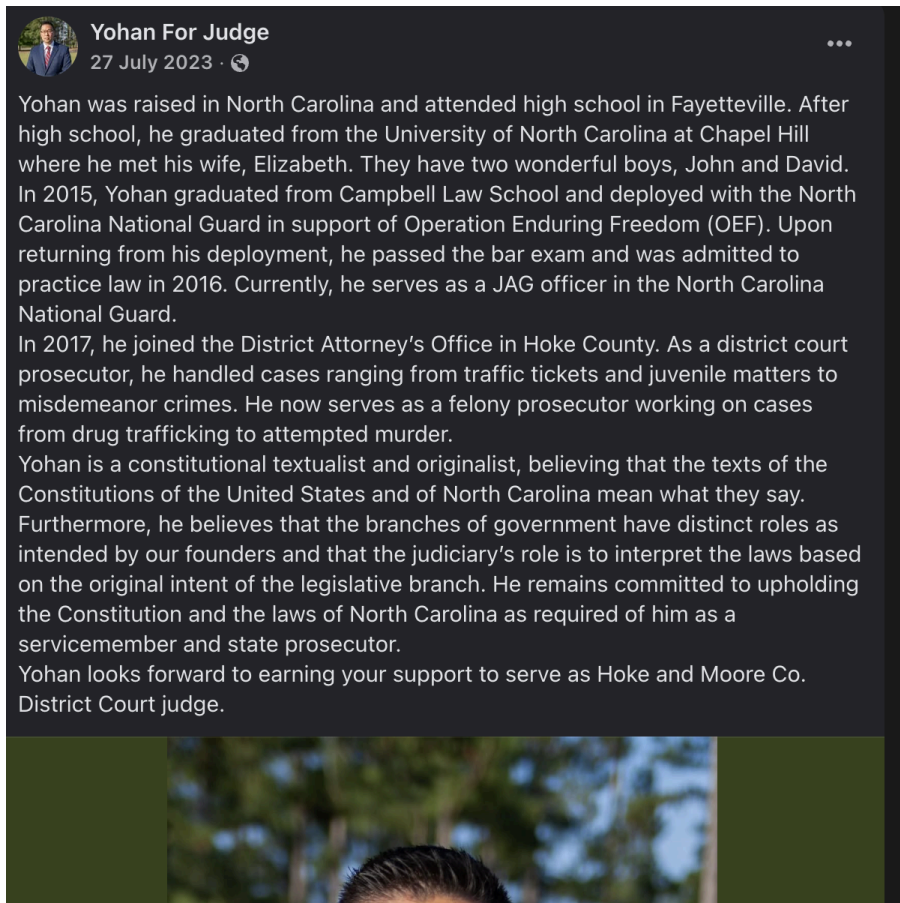 Yohan For Judge
27 July 2023 ·
Yohan was raised in North Carolina and attended high school in Fayetteville. After
high school, he graduated from the University of North Carolina at Chapel Hill
where he met his wife, Elizabeth. They have two wonderful boys, John and David.
In 2015, Yohan graduated from Campbell Law School and deployed with the North
Carolina National Guard in support of Operation Enduring Freedom (OEF). Upon
returning from his deployment, he passed the bar exam and was admitted to
practice law in 2016. Currently, he serves as a JAG officer in the North Carolina
National Guard.
In 2017, he joined the District Attorney’s Office in Hoke County. As a district court
prosecutor, he handled cases ranging from traffic tickets and juvenile matters to
misdemeanor crimes. He now serves as a felony prosecutor working on cases
from drug trafficking to attempted murder.
Yohan is a constitutional textualist and originalist, believing that the texts of the
Constitutions of the United States and of North Carolina mean what they say.
Furthermore, he believes that the branches of government have distinct roles as
intended by our founders and that the judiciary’s role is to interpret the laws based
on the original intent of the legislative branch. He remains committed to upholding
the Constitution and the laws of North Carolina as required of him as a
servicemember and state prosecutor.
Yohan looks forward to earning your support to serve as Hoke and Moore Co.
District Court judge.